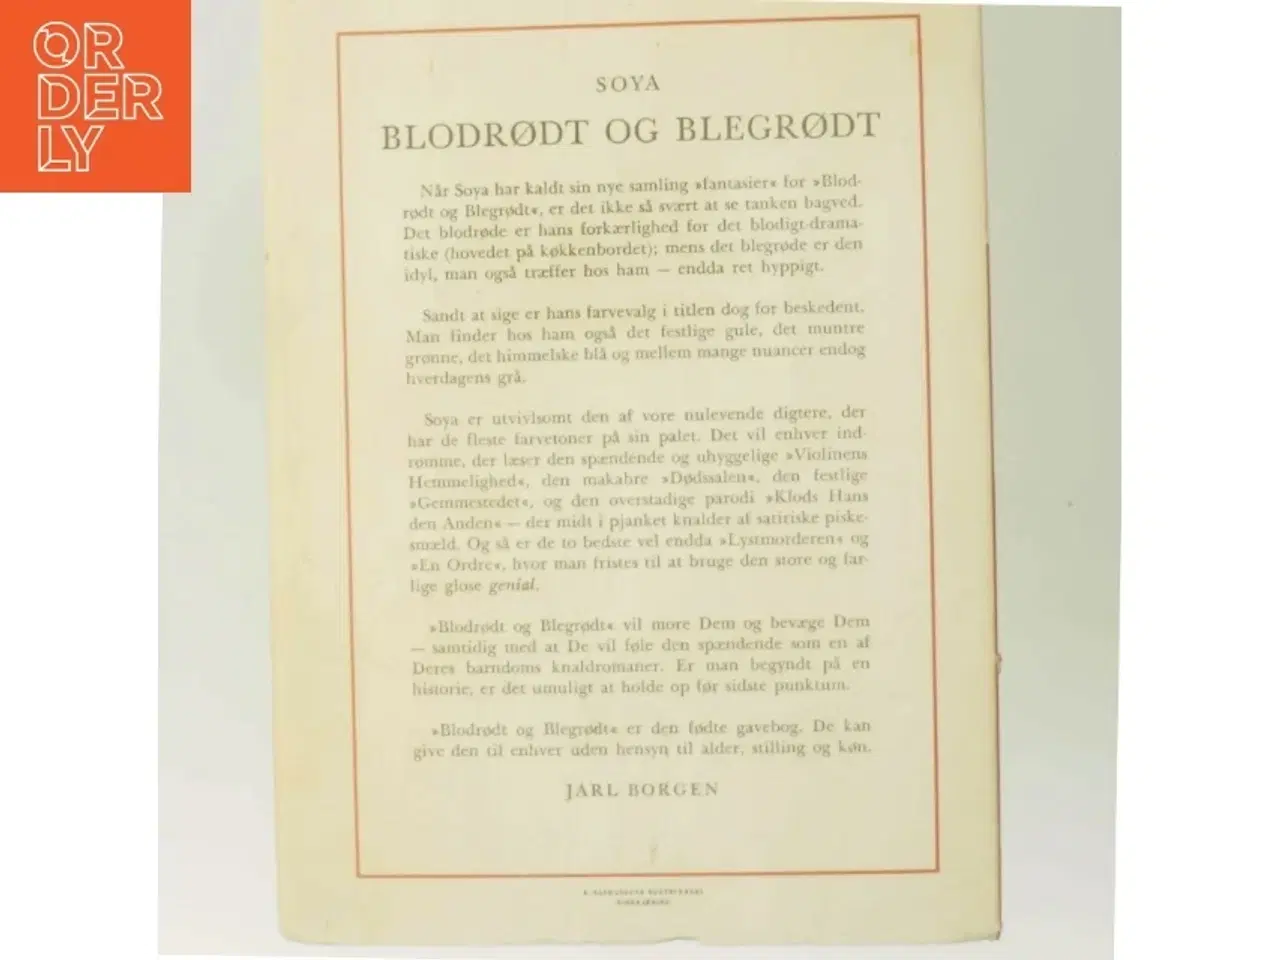 OR
DER
LY
SOYA
BLODRØDT OG BLEGRØDT
Når Soya har kaldt sin nye samling »fantasier« for »Blod-
rødt og Blegrødt«, er det ikke så svært at se tanken bagved.
Det blodrøde er hans forkærlighed for det blodigt-drama-
tiske (hovedet på køkkenbordet); mens det blegrøde er den
idyl, man også træffer hos ham — endda ret hyppigt.
Sandt at sige er hans farvevalg i titlen dog for beskedent.
Man finder hos ham også det festlige gule, det muntre
grønne, det himmelske blå og mellem mange nuancer endog
hverdagens grå.
Soya er utvivlsomt den af vore nulevende digtere, der
har de fleste farvetoner på sin palet. Det vil enhver ind-
rømme, der læser den spændende og uhyggelige »Violinens
Hemmelighed«, den makabre »Dødssalen«, den festlige
»Gemmestedet«, og den overstadige parodi »Klods Hans
den Anden« — der midt i pjanket knalder af satiriske piske-
smæld. Og så er de to bedste vel endda »Lystmorderen« og
»En Ordre«, hvor man fristes til at bruge den store og far-
lige glose genial.
»Blodrødt og Blegrødt« vil more Dem og bevæge Dem
— samtidig med at De vil føle den spændende som en af
Deres barndoms knaldromaner. Er man begyndt på en
historie, er det umuligt at holde op før sidste punktum.
»Blodrødt og Blegrødt« er den fødte gavebog. De kan
give den til enhver uden hensyn til alder, stilling og køn.
JARL BORGEN